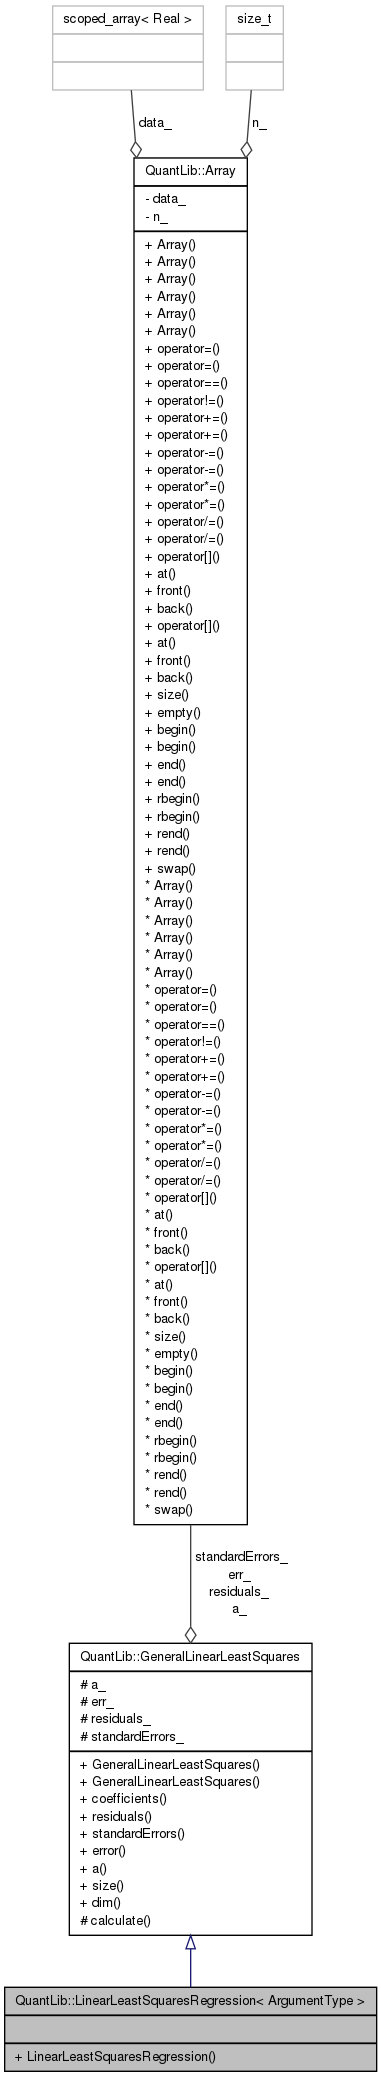 scoped_array< Real >
size_t
data_
n_
QuantLib::Array
- data_
- n_
+ Array()
+ Array()
+ Array()
+ Array()
+ Array()
+ Array()
+ operator=()
+ operator=()
+ operator==()
+ operator!=()
+ operator+=()
+ operator+=()
+ operator-=()
+ operator-=()
+ operator*=()
+ operator*=()
+ operator/=()
+ operator/=()
+ operator[]()
+ at()
+ front()
+ back()
+ operator[]()
+ at()
+ front()
+ back()
+ size()
+ empty()
+ begin()
+ begin()
+ end()
+ end()
+ rbegin()
+ rbegin()
+ rend()
+ rend()
+ swap()
* Array()
* Array()
* Array()
* Array()
* Array()
* Array()
* operator=()
* operator=()
* operator==()
* operator!=()
* operator+=()
* operator+=()
* operator-=()
* operator-=()
* operator*=()
* operator*=()
* operator/=()
* operator/=()
* operator[]()
* at()
* front()
* back()
* operator[]()
* at()
* front()
* back()
* size()
* empty()
* begin()
* begin()
* end()
* end()
* rbegin()
* rbegin()
* rend()
* rend()
* swap()
standardErrors_
err_
residuals_
a_
QuantLib::GeneralLinearLeastSquares
# a_
# err_
# residuals_
# standardErrors_
+ GeneralLinearLeastSquares()
+ GeneralLinearLeastSquares()
+ coefficients()
+ residuals()
+ standardErrors()
+ error()
+ a()
+ size()
+ dim()
# calculate()
QuantLib::LinearLeastSquaresRegression< ArgumentType >
+ LinearLeastSquaresRegression()